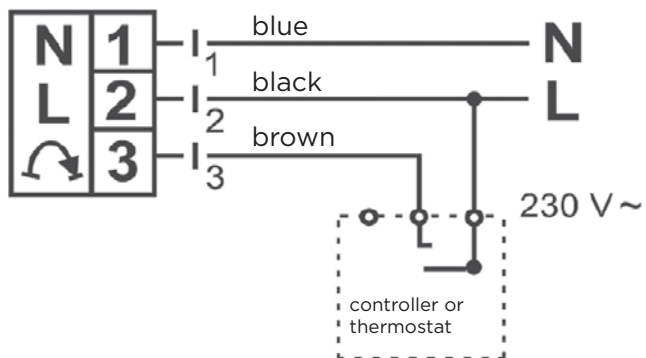 N 1 1 blue N
L 2 2 black L
3 3 brown
230 V ~
controller or
thermostat